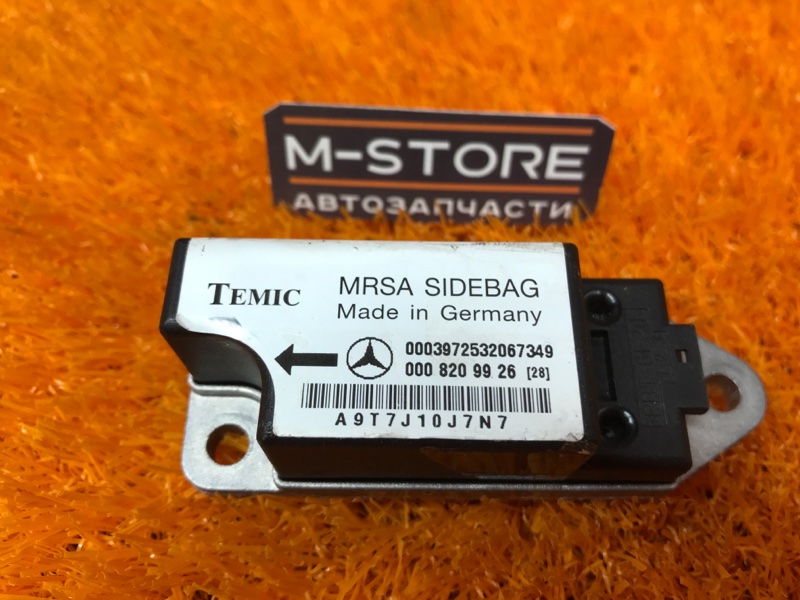 M-STORE
АВТОЗАПЧАСТИ
TEMIC
MRSA SIDEBAG
Made in Germany
0003972532067349
000 820 99 26 [28]
A9T7J10J7N7